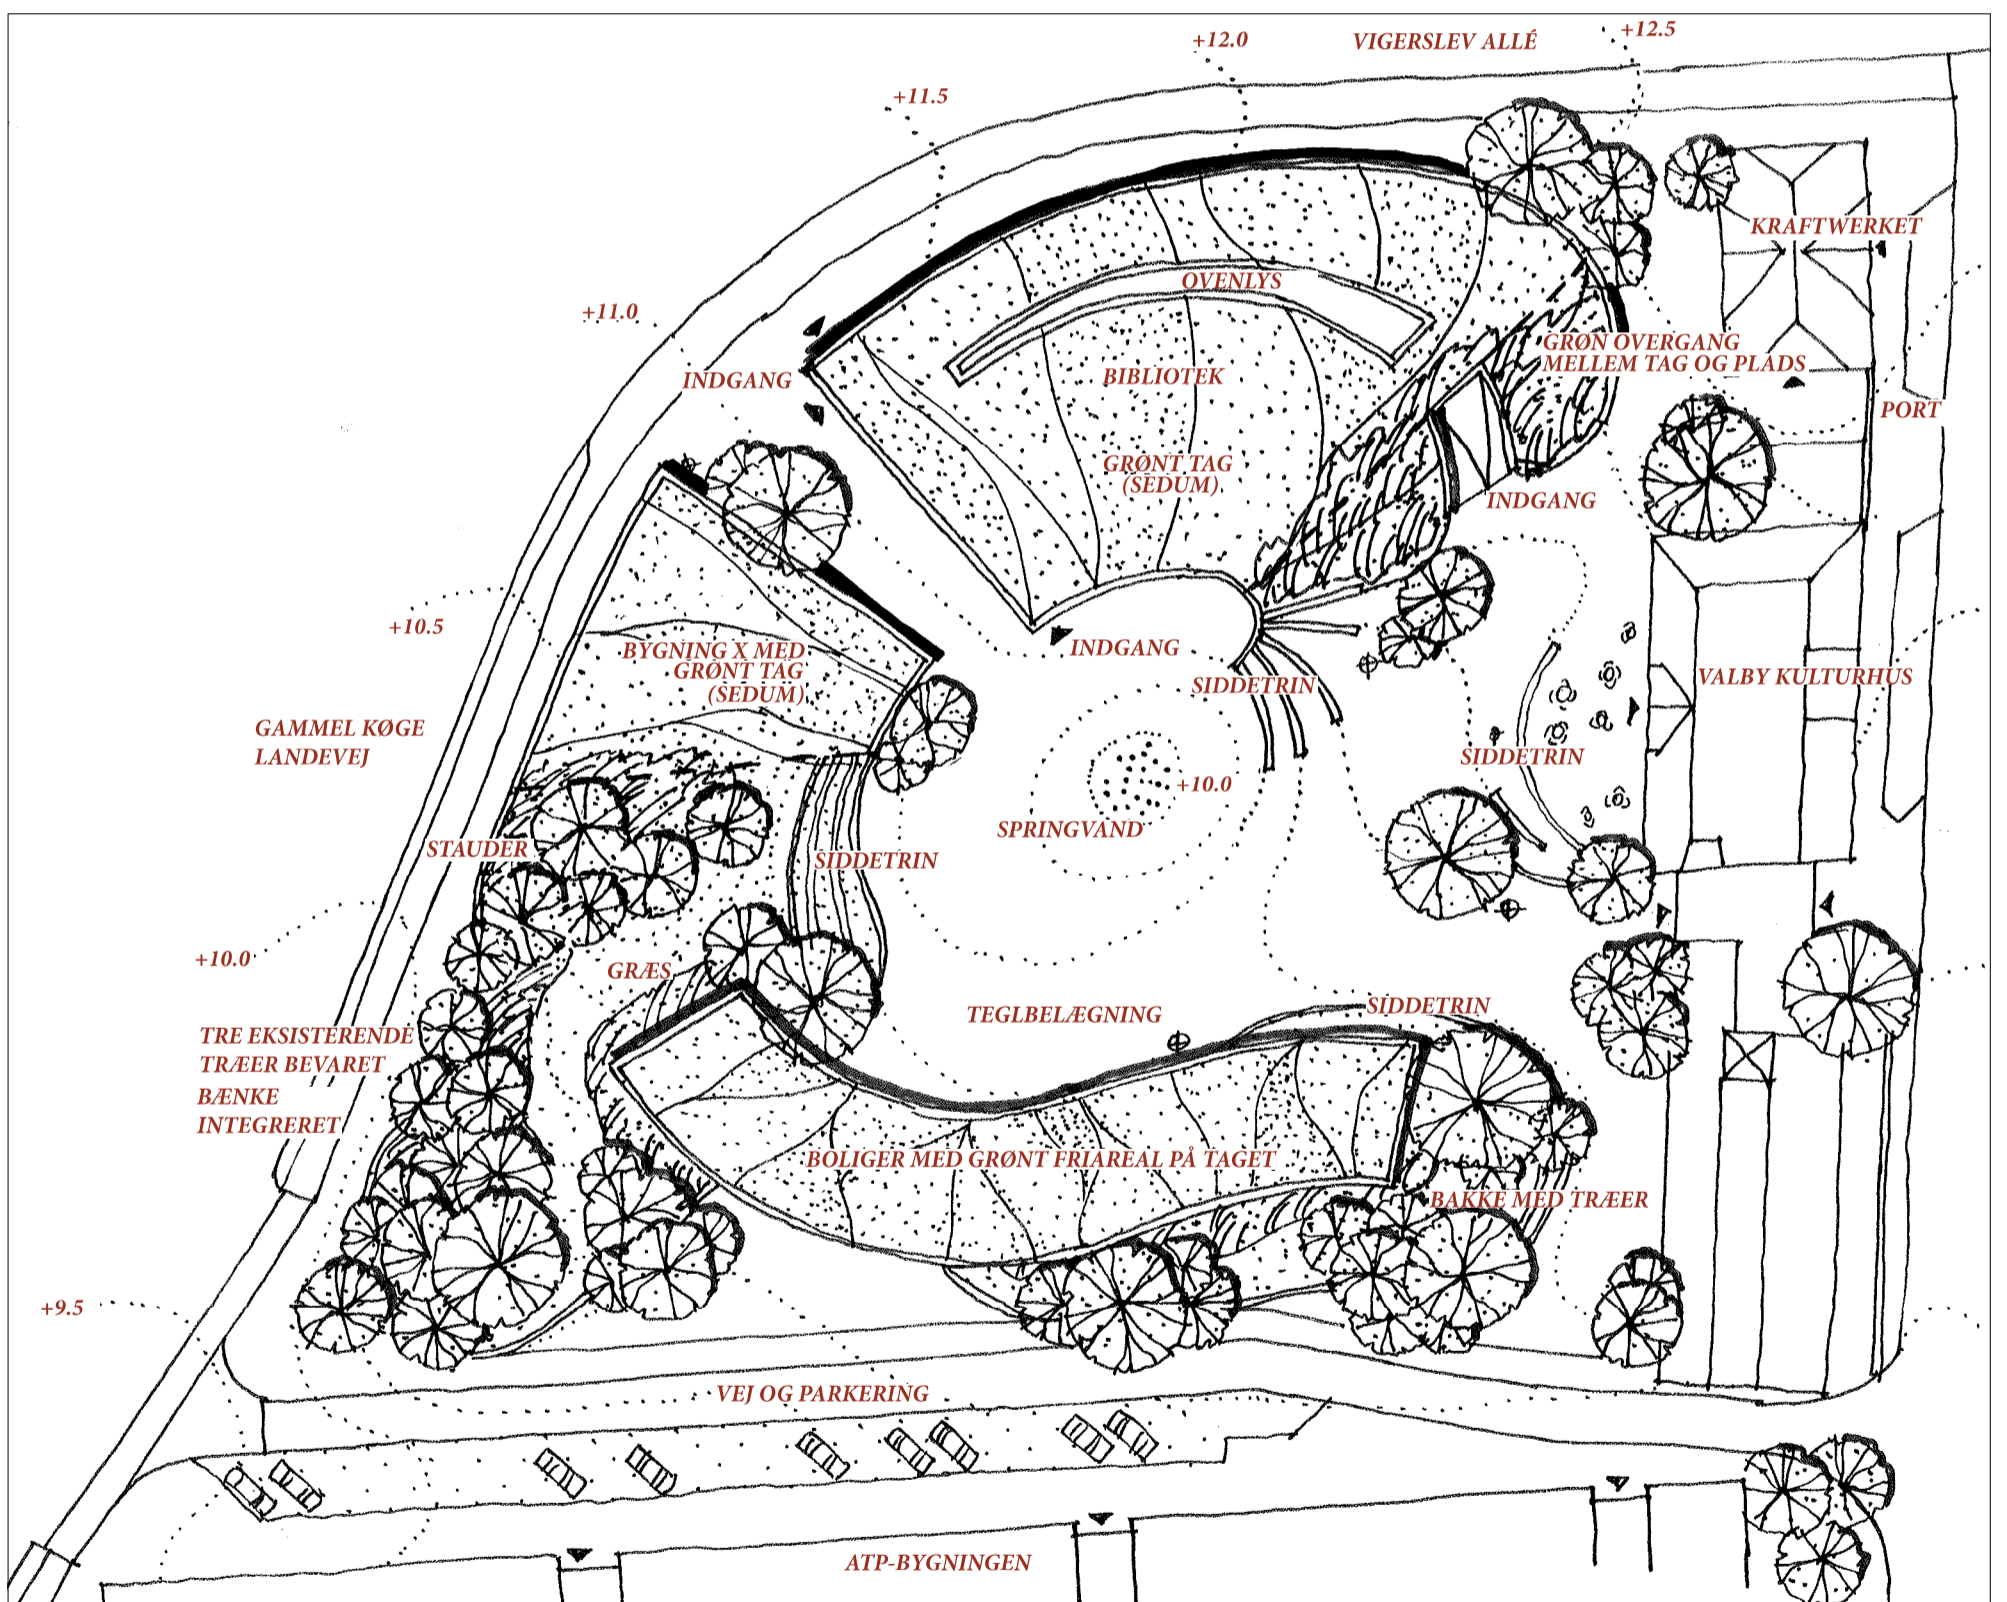 +12.5
+12.0
VIGERSLEV ALLÉ
+11.5
KRAFTWERKET
OVENLYS
+11.0
GRØN OVERGANG
MELLEM TAG OG PLADS
INDGANG
BIBLIOTEK
PORT
GRØNT TAG
(SEDUM)
INDGANG
+10.5
BYGNING X MED
GRØNT TAG
(SEDUM)
INDGANG
SIDDETRIN
VALBY KULTURHUS
GAMMEL KØGE
LANDEVEJ
SIDDETRIN
+10.0
SPRINGVAND
STAUDER
SIDDETRIN
+10.0
GRÆS
TEGLBELÆGNING
SIDDETRIN
TRE EKSISTERENDE
TRÆER BEVARET
BÆNKE
INTEGRERET
BOLIGER MED GRØNT FRIAREAL PÅ TAGET
BAKKE MED TRÆER
+9.5
VEJ OG PARKERING
ATP-BYGNINGEN